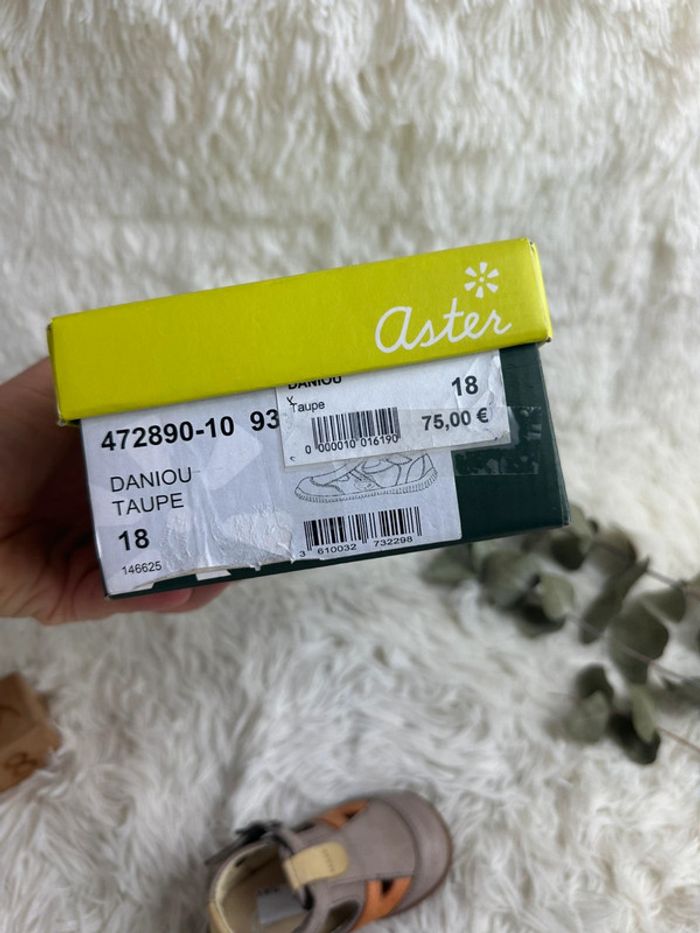 aster
DANIOU
18
Y
Taupe
75,00 €
0 000010 016190
472890-10 93
DANIOU
TAUPE
18
146625
3 610032 732298